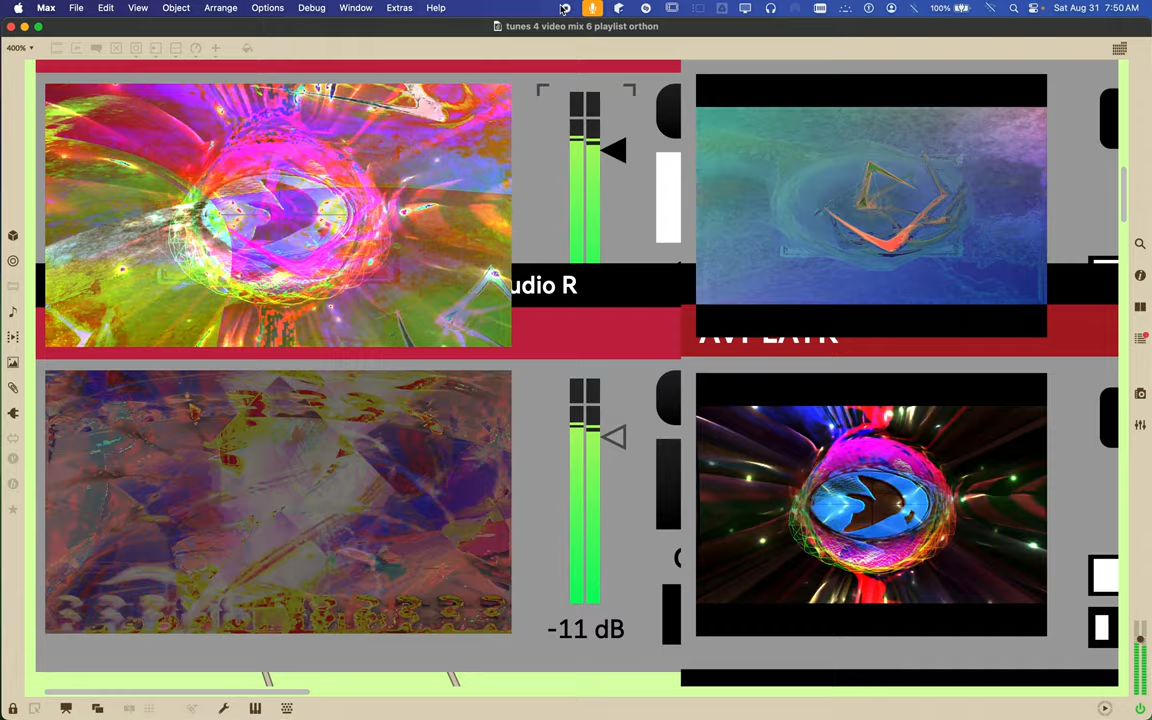 Max File Edit View Object Arrange Options Debug Window Extras Help 100% Sat Aug 31 7:50 AM
tunes 4 video mix 6 playlist orthon
400%
udio R
-11 dB